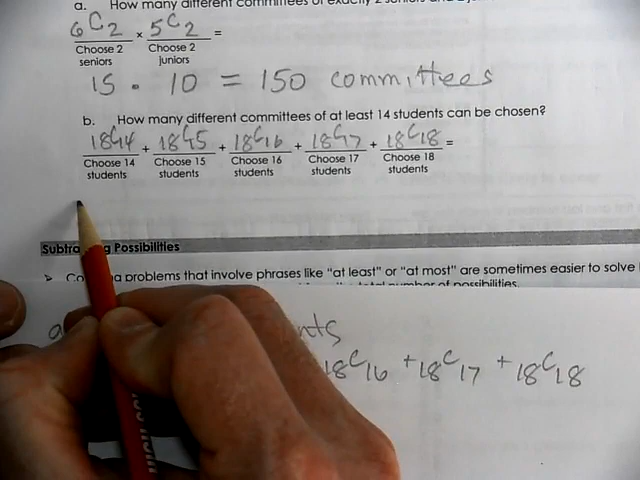 a. How many different committees of exactly 2 seniors and
6C2 × 5C2 =
Choose 2 Choose 2
seniors juniors
15 · 10 = 150 committees
b. How many different committees of at least 14 students can be chosen?
18C14 + 18C15 + 18C16 + 18C17 + 18C18 =
Choose 14 Choose 15 Choose 16 Choose 17 Choose 18
students students students students students
Possibilities
problems that involve phrases like "at least" or "at most" are sometimes easier to solve
number of possibilities.
18C16 + 18C17 + 18C18